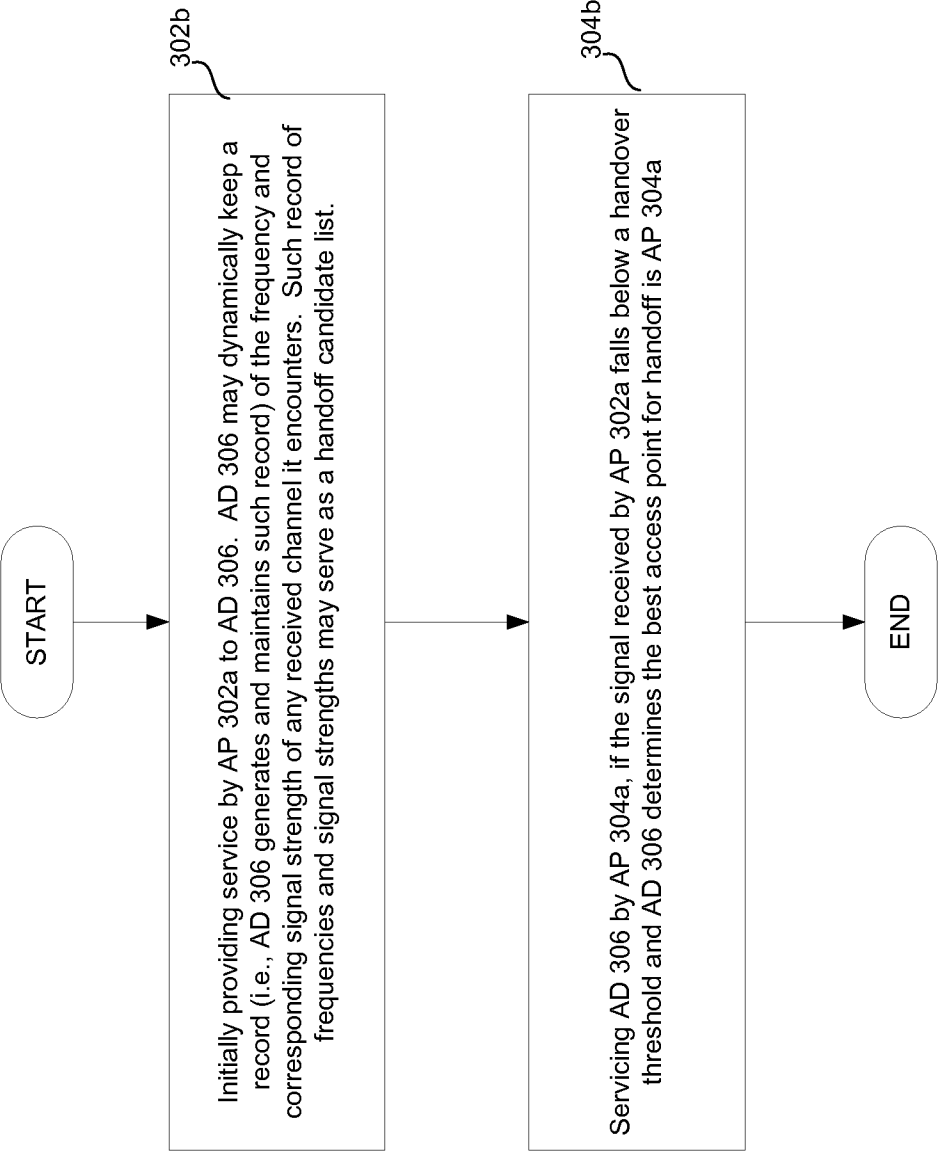 START
302b
Initially providing service by AP 302a to AD 306.  AD 306 may dynamically keep a
record (i.e., AD 306 generates and maintains such record) of the frequency and
corresponding signal strength of any received channel it encounters.  Such record of
frequencies and signal strengths may serve as a handoff candidate list.
304b
Servicing AD 306 by AP 304a, if the signal received by AP 302a falls below a handover
threshold and AD 306 determines the best access point for handoff is AP 304a
END